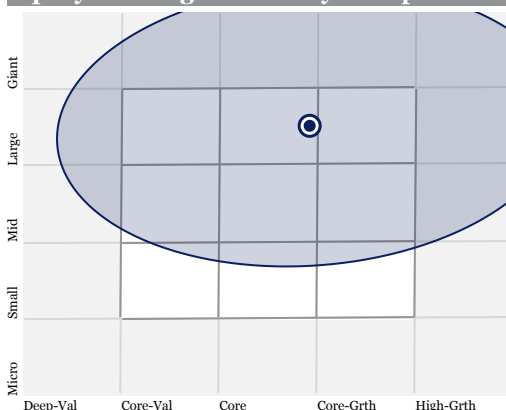 Giant
Large
Mid
Small
Micro
Deep-Val Core-Val Core Core-Grth High-Grth